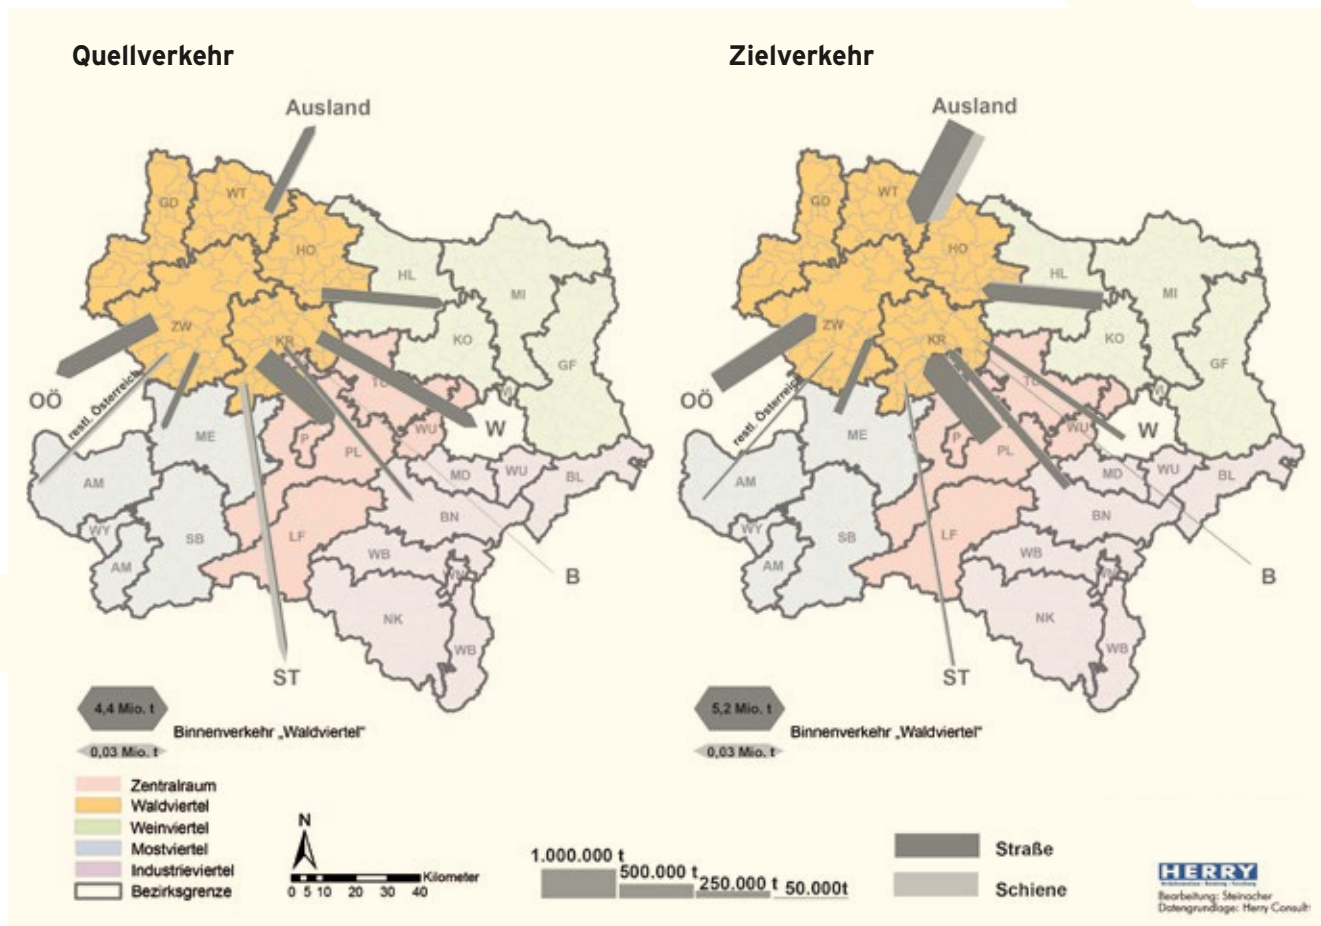 Quellverkehr
Ausland
GD
WT
HO
HL
MI
ZW
KR
KO
GF
OÖ
restl. Österreich
TU
W
ME
P
PL
WU
MD
WU
BL
AM
BN
WY
SB
LF
WB
AM
B
NK
WB
ST
4,4 Mio. t
Binnenverkehr „Waldviertel“
0,03 Mio. t
Zielverkehr
Ausland
GD
WT
HO
HL
MI
ZW
KR
KO
GF
OÖ
restl. Österreich
TU
W
ME
P
PL
WU
MD
WU
BL
AM
BN
WY
SB
LF
WB
AM
B
NK
WB
ST
5,2 Mio. t
Binnenverkehr „Waldviertel“
0,03 Mio. t
Zentralraum
Waldviertel
Weinviertel
Mostviertel
Industrieviertel
Bezirksgrenze
N
Kilometer
0 5 10 20 30 40
1.000.000 t
500.000 t
250.000 t
50.000t
Straße
Schiene
HERRY
Bearbeitung: Steinacher
Datengrundlage: Herry Consult